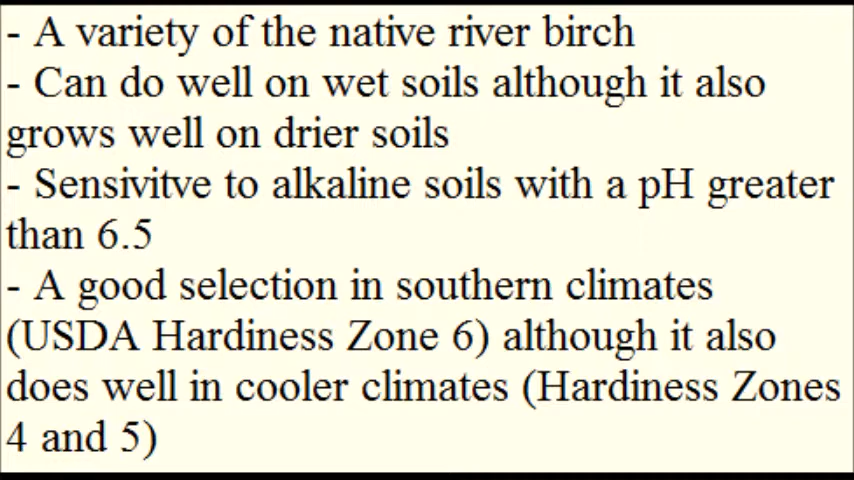 - A variety of the native river birch
- Can do well on wet soils although it also
grows well on drier soils
- Sensivitve to alkaline soils with a pH greater
than 6.5
- A good selection in southern climates
(USDA Hardiness Zone 6) although it also
does well in cooler climates (Hardiness Zones
4 and 5)